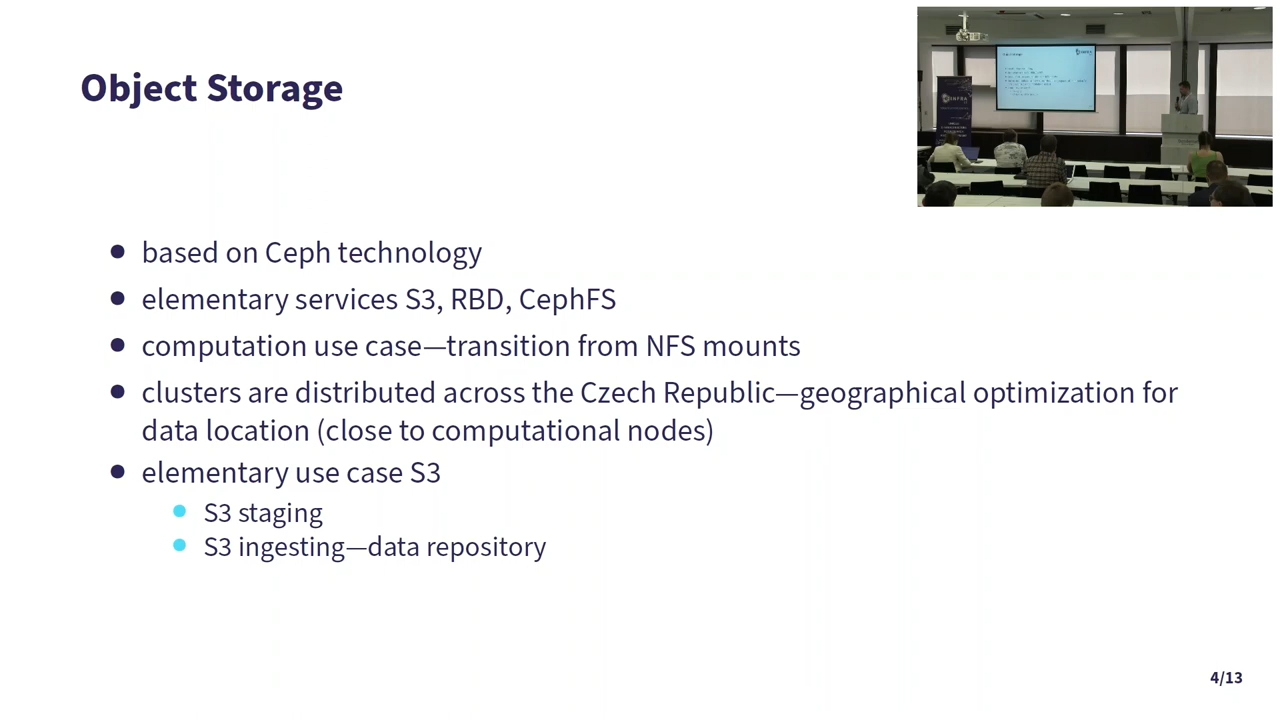 Object Storage
based on Ceph technology
elementary services S3, RBD, CephFS
computation use case—transition from NFS mounts
clusters are distributed across the Czech Republic—geographical optimization for
data location (close to computational nodes)
elementary use case S3
S3 staging
S3 ingesting—data repository
4/13